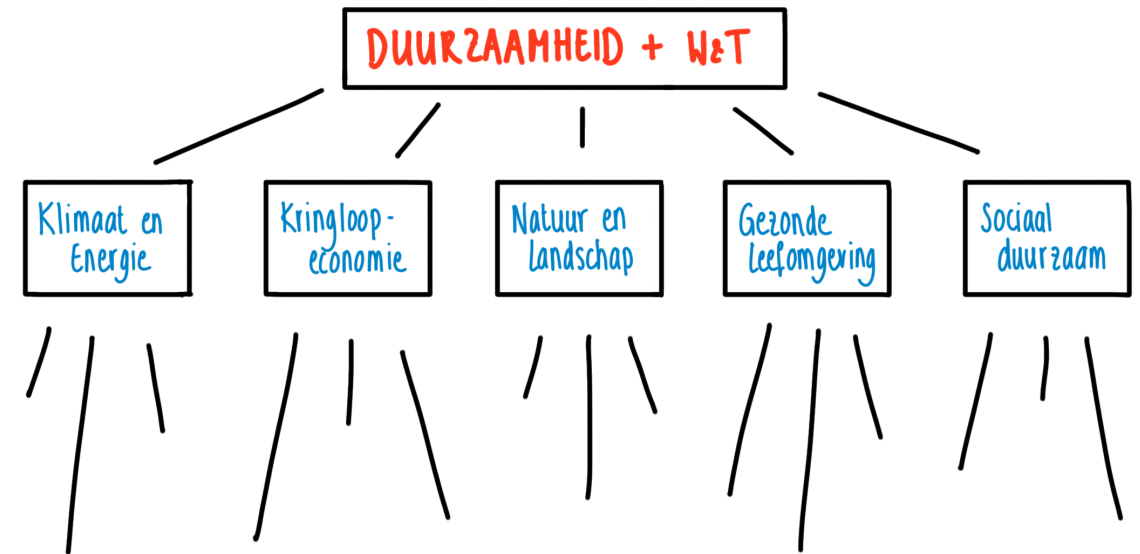 DUURZAAMHEID + W&T
Klimaat en
Energie
Kringloop-
economie
Natuur en
Landschap
Gezonde
Leefomgeving
Sociaal
duurzaam